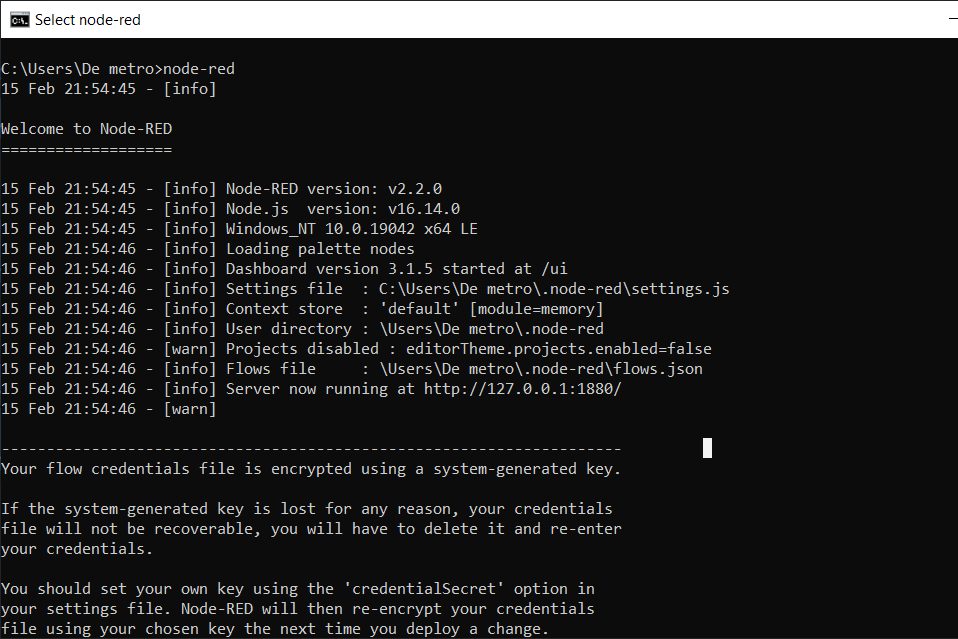 Select node-red
C:\Users\De metro>node-red
15 Feb 21:54:45 - [info]
Welcome to Node-RED
===================
15 Feb 21:54:45 - [info] Node-RED version: v2.2.0
15 Feb 21:54:45 - [info] Node.js  version: v16.14.0
15 Feb 21:54:45 - [info] Windows_NT 10.0.19042 x64 LE
15 Feb 21:54:46 - [info] Loading palette nodes
15 Feb 21:54:46 - [info] Dashboard version 3.1.5 started at /ui
15 Feb 21:54:46 - [info] Settings file  : C:\Users\De metro\.node-red\settings.js
15 Feb 21:54:46 - [info] Context store  : 'default' [module=memory]
15 Feb 21:54:46 - [info] User directory : \Users\De metro\.node-red
15 Feb 21:54:46 - [warn] Projects disabled : editorTheme.projects.enabled=false
15 Feb 21:54:46 - [info] Flows file     : \Users\De metro\.node-red\flows.json
15 Feb 21:54:46 - [info] Server now running at http://127.0.0.1:1880/
15 Feb 21:54:46 - [warn]
---------------------------------------------------------------------
Your flow credentials file is encrypted using a system-generated key.
If the system-generated key is lost for any reason, your credentials
file will not be recoverable, you will have to delete it and re-enter
your credentials.
You should set your own key using the 'credentialSecret' option in
your settings file. Node-RED will then re-encrypt your credentials
file using your chosen key the next time you deploy a change.